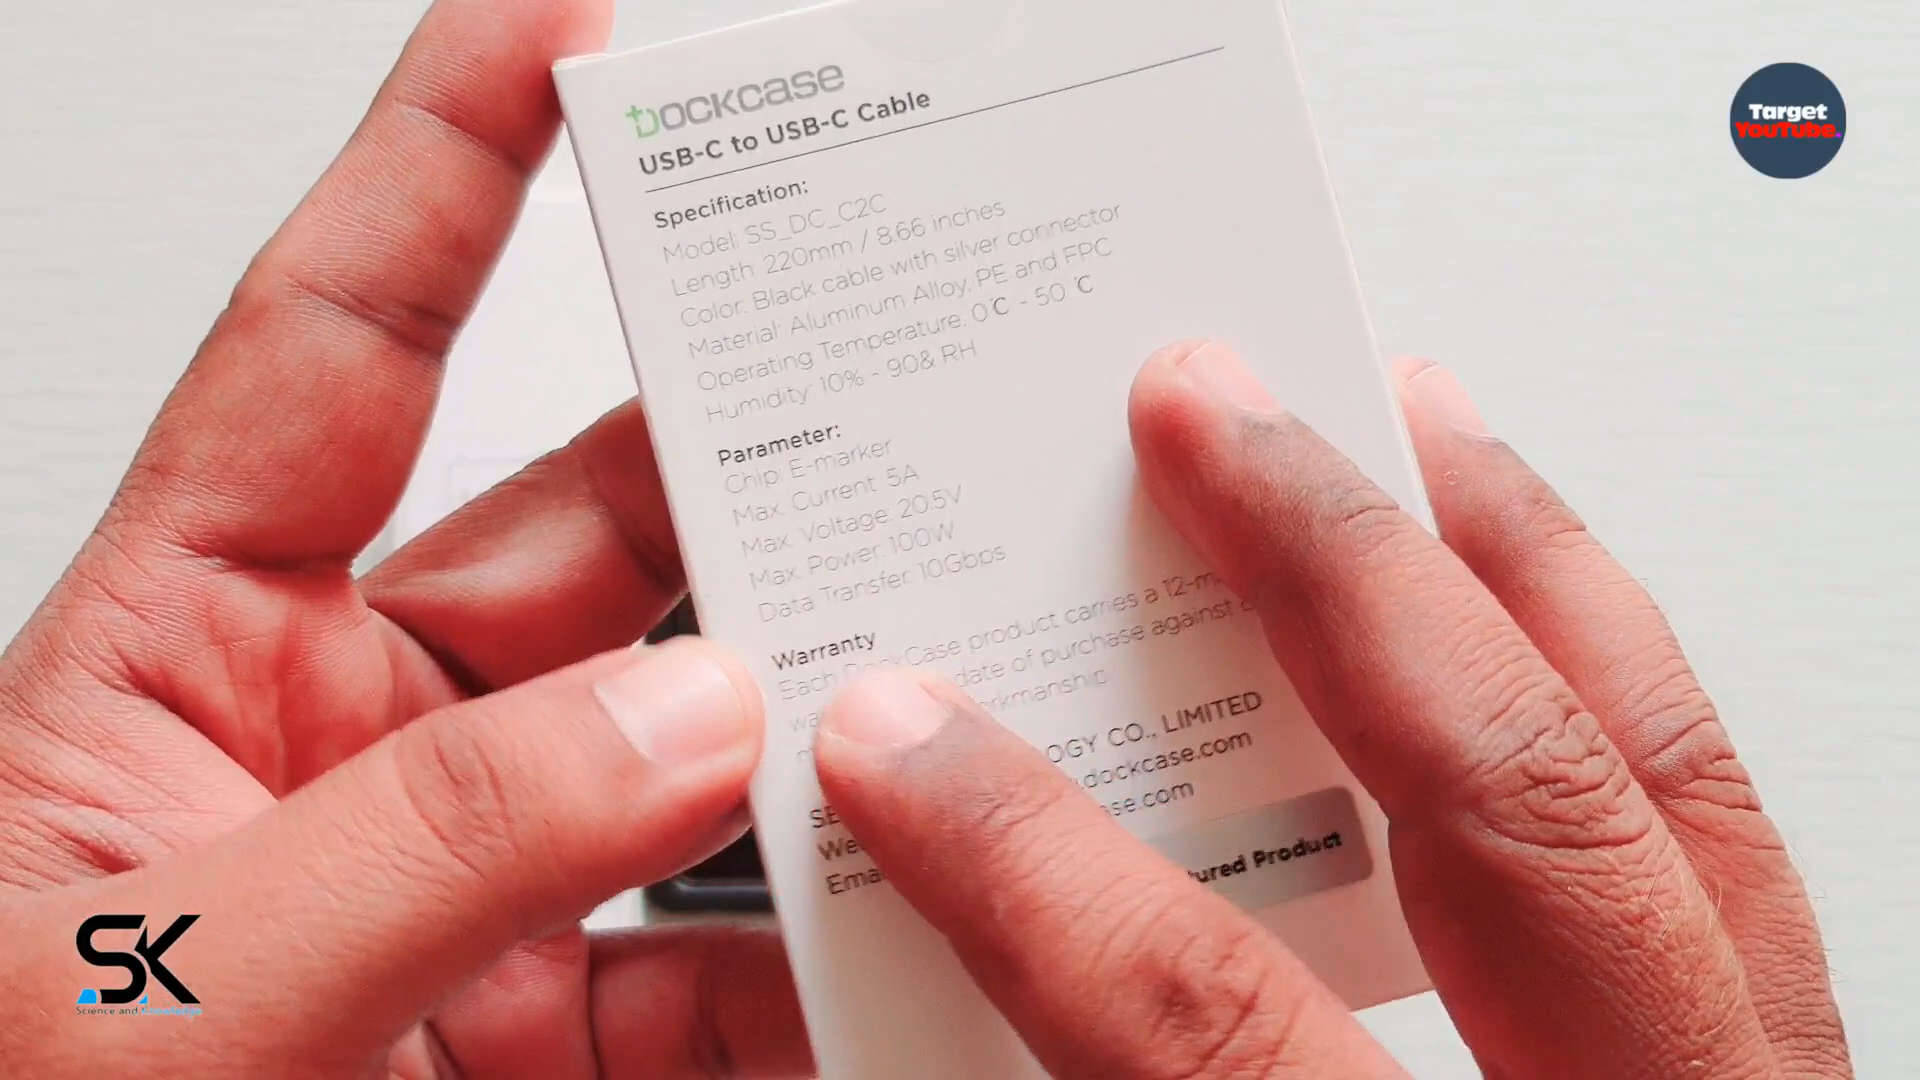 Dockcase
USB-C to USB-C Cable
Specification:
Model: SS_DC_C2C
Length: 220mm / 8.66 inches
Color: Black cable with silver connector
Material: Aluminum Alloy, PE and FPC
Operating Temperature: 0℃ - 50 ℃
Humidity: 10% - 90& RH
Parameter:
Chip: E-marker
Max. Current: 5A
Max. Voltage: 20.5V
Max. Power: 100W
Data Transfer: 10Gbps
Warranty
Each DockCase product carries a 12-m
date of purchase against
rkmanship.
OGY CO., LIMITED
.dockcase.com
Ema se.com
ured Product
Target
YouTube.
SK
Science and Knowledge